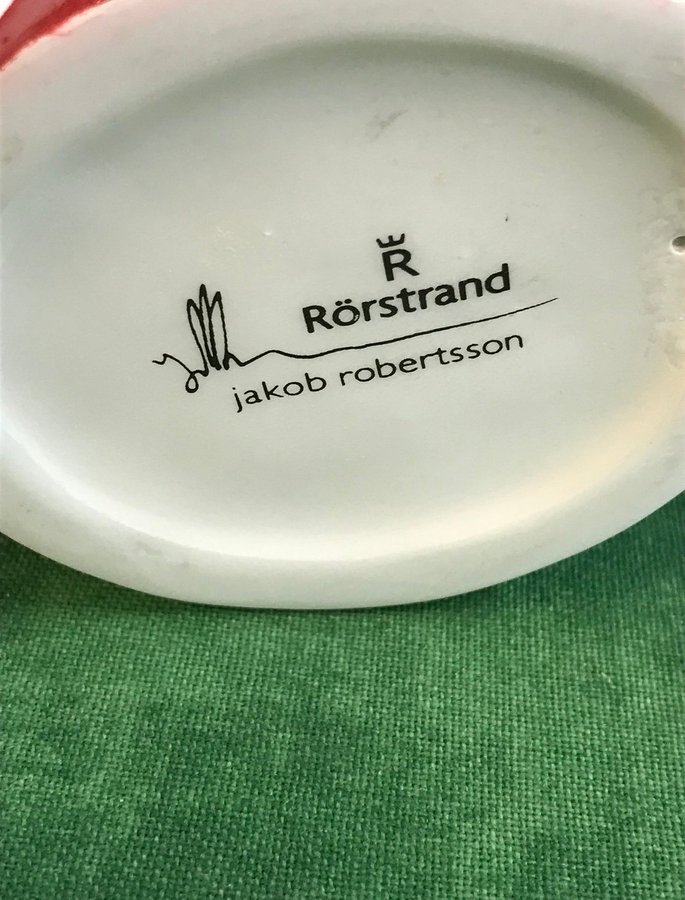 R
Rörstrand
jakob robertsson